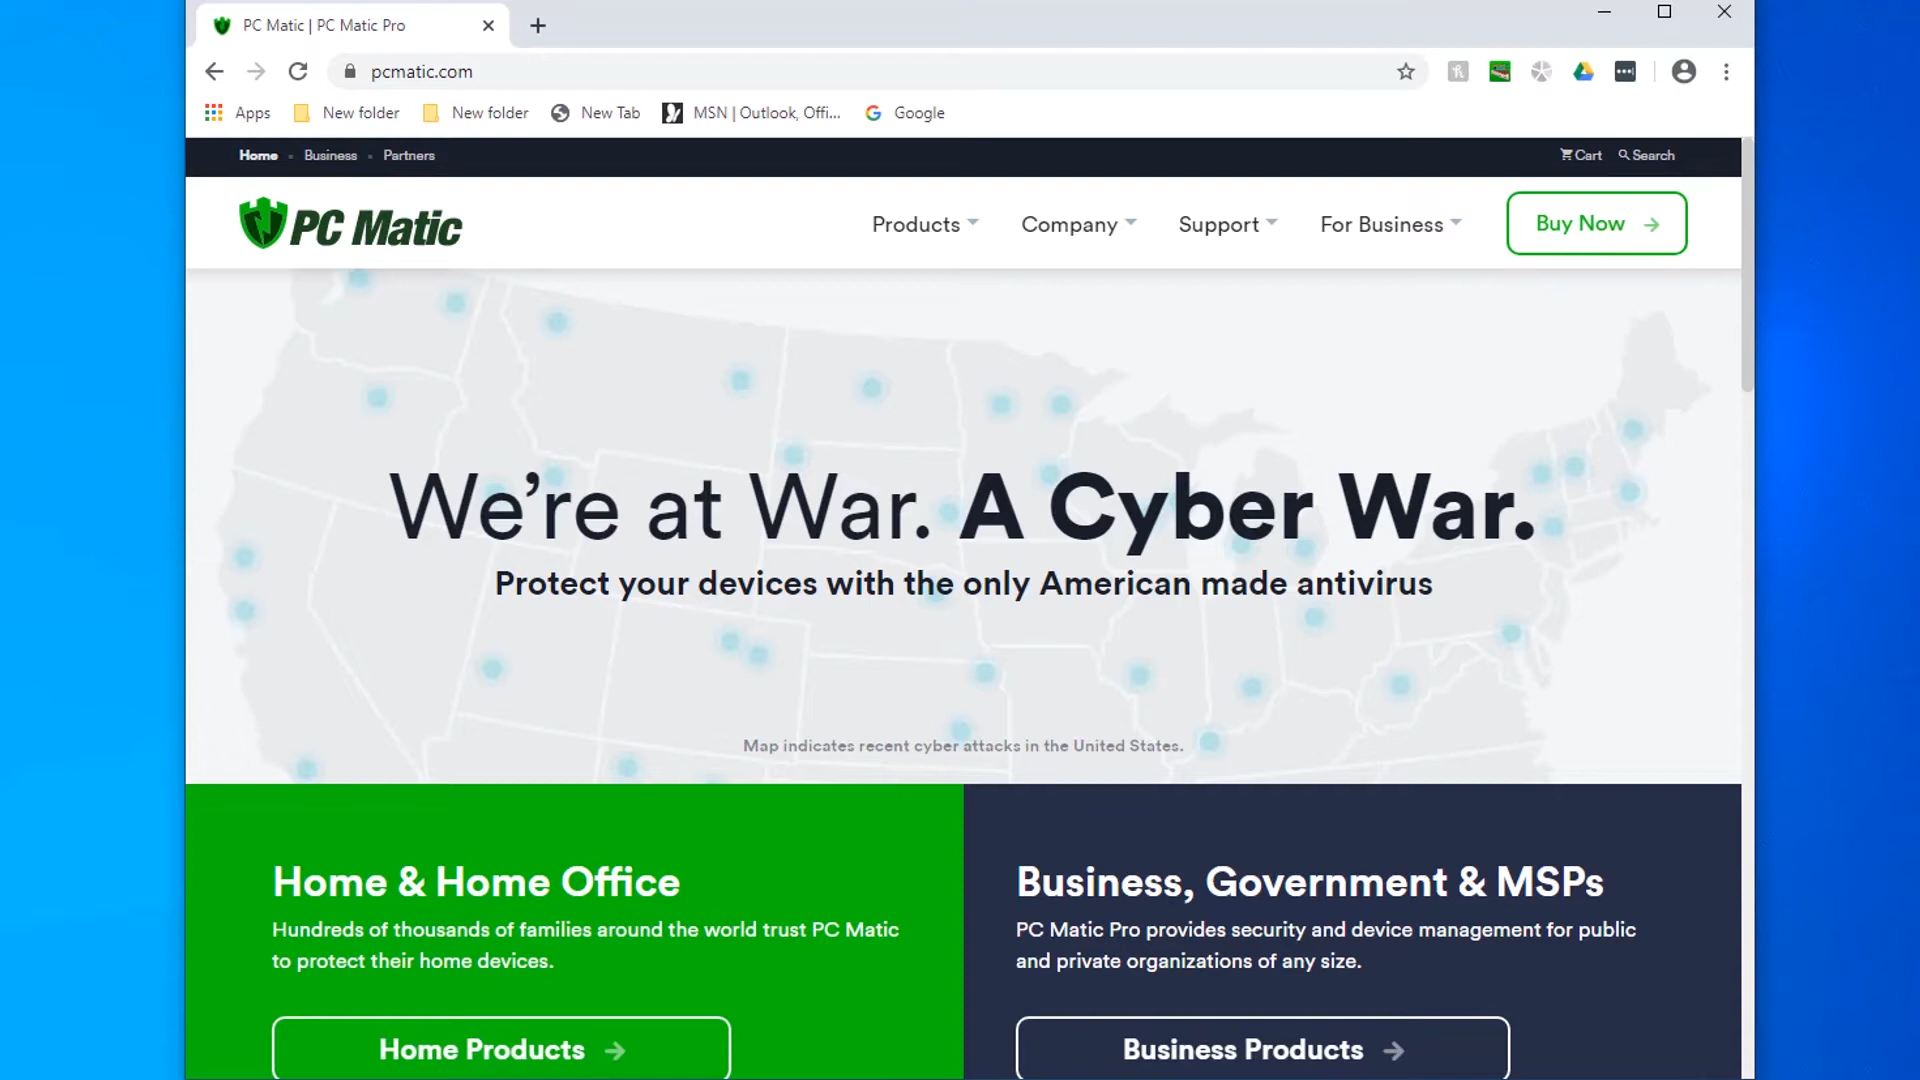 PC Matic | PC Matic Pro
pcmatic.com
Apps New folder New folder New Tab MSN | Outlook, Offi... Google
Home Business Partners Cart Search
PC Matic Products Company Support For Business Buy Now
We’re at War. A Cyber War.
Protect your devices with the only American made antivirus
Map indicates recent cyber attacks in the United States.
Home & Home Office
Hundreds of thousands of families around the world trust PC Matic
to protect their home devices.
Home Products
Business, Government & MSPs
PC Matic Pro provides security and device management for public
and private organizations of any size.
Business Products